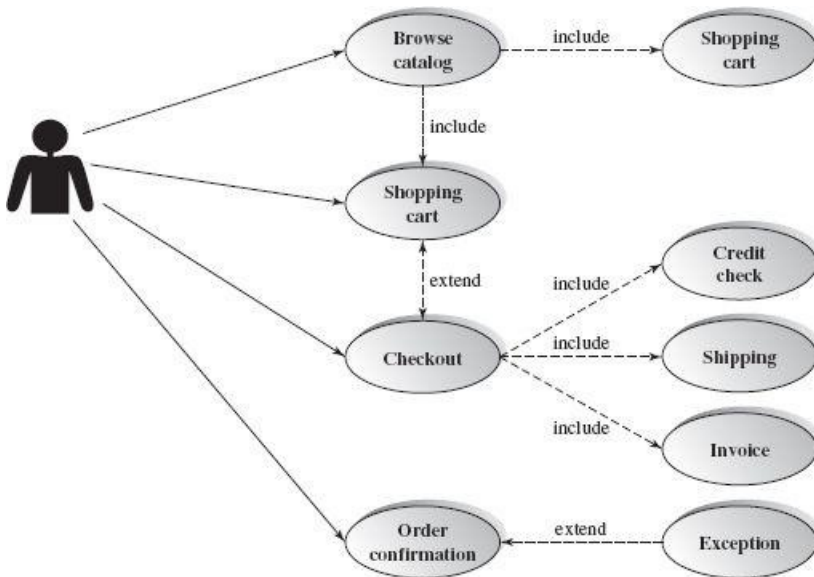 Browse
catalog
include
Shopping
cart
include
Shopping
cart
extend
Credit
check
include
Checkout
include
Shipping
include
Invoice
Order
confirmation
extend
Exception